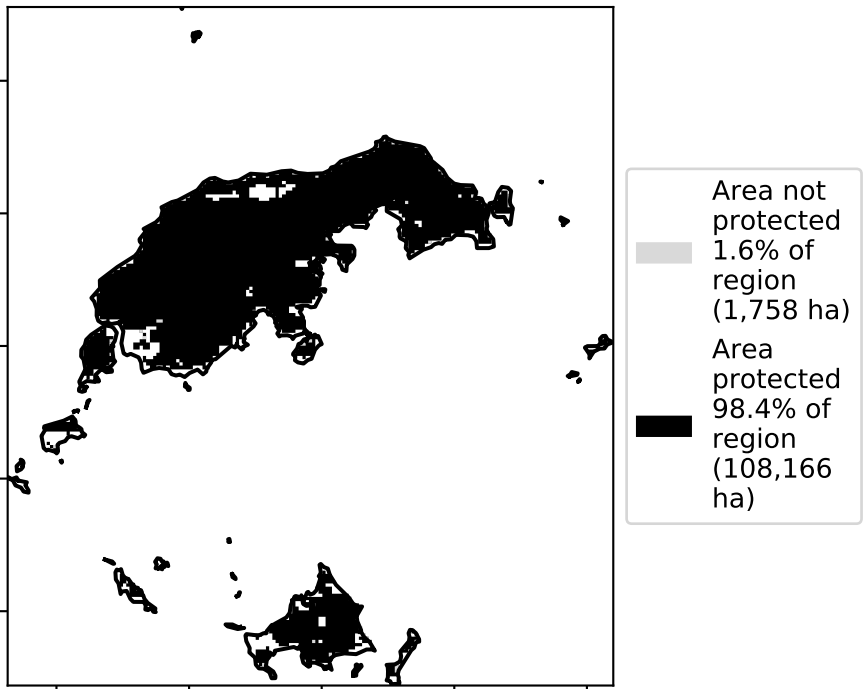 Area not
protected
1.6% of
region
(1,758 ha)
Area
protected
98.4% of
region
(108,166
ha)